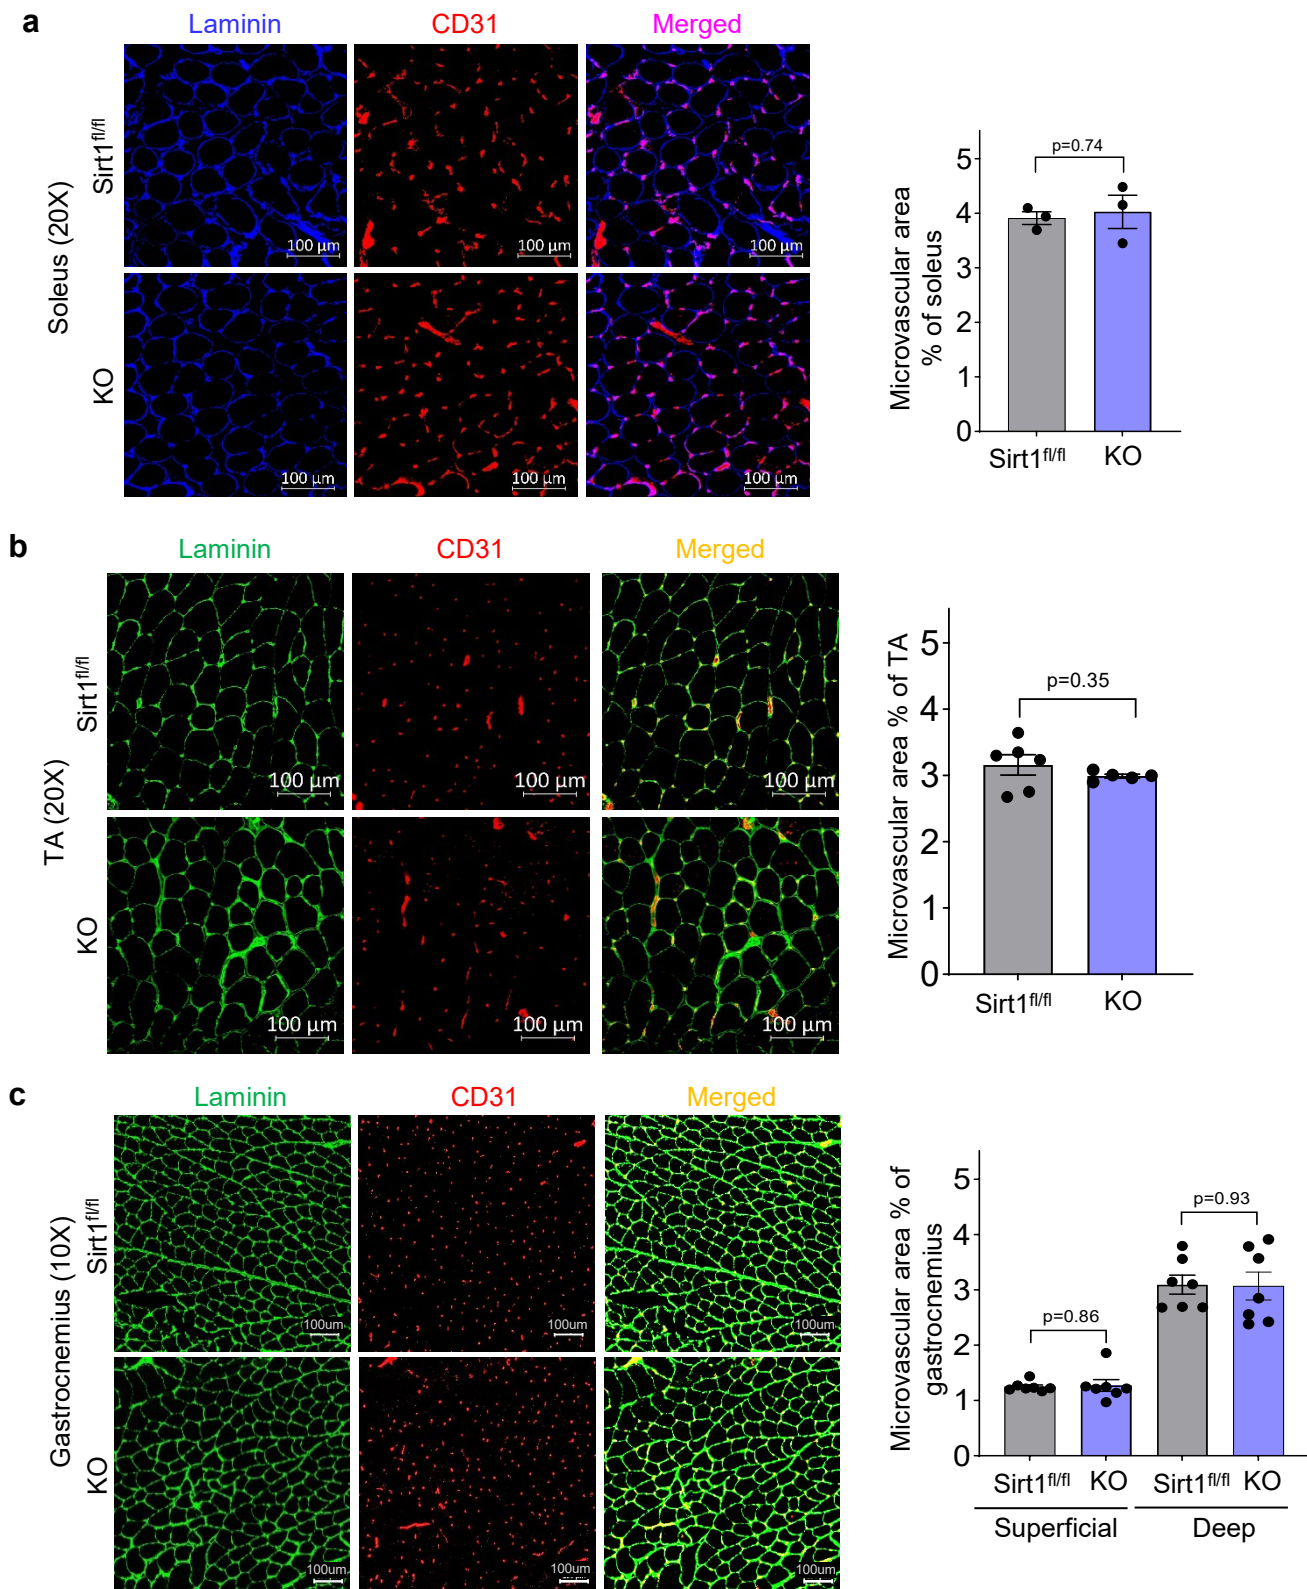 a
Laminin CD31 Merged
Soleus (20X)
Sirt1fl/fl
100 µm 100 µm 100 µm
KO
100 µm 100 µm 100 µm
Microvascular area
% of soleus
5
4
3
2
1
0
p=0.74
Sirt1fl/fl KO
b
Laminin CD31 Merged
TA (20X)
Sirt1fl/fl
100 µm 100 µm 100 µm
KO
100 µm 100 µm 100 µm
Microvascular area % of TA
5
4
3
2
1
0
p=0.35
Sirt1fl/fl KO
c
Laminin CD31 Merged
Gastrocnemius (10X)
Sirt1fl/fl
100um 100um 100um
KO
100um 100um 100um
Microvascular area % of
gastrocnemius
5
4
3
2
1
0
p=0.86
p=0.93
Sirt1fl/fl KO Sirt1fl/fl KO
Superficial Deep